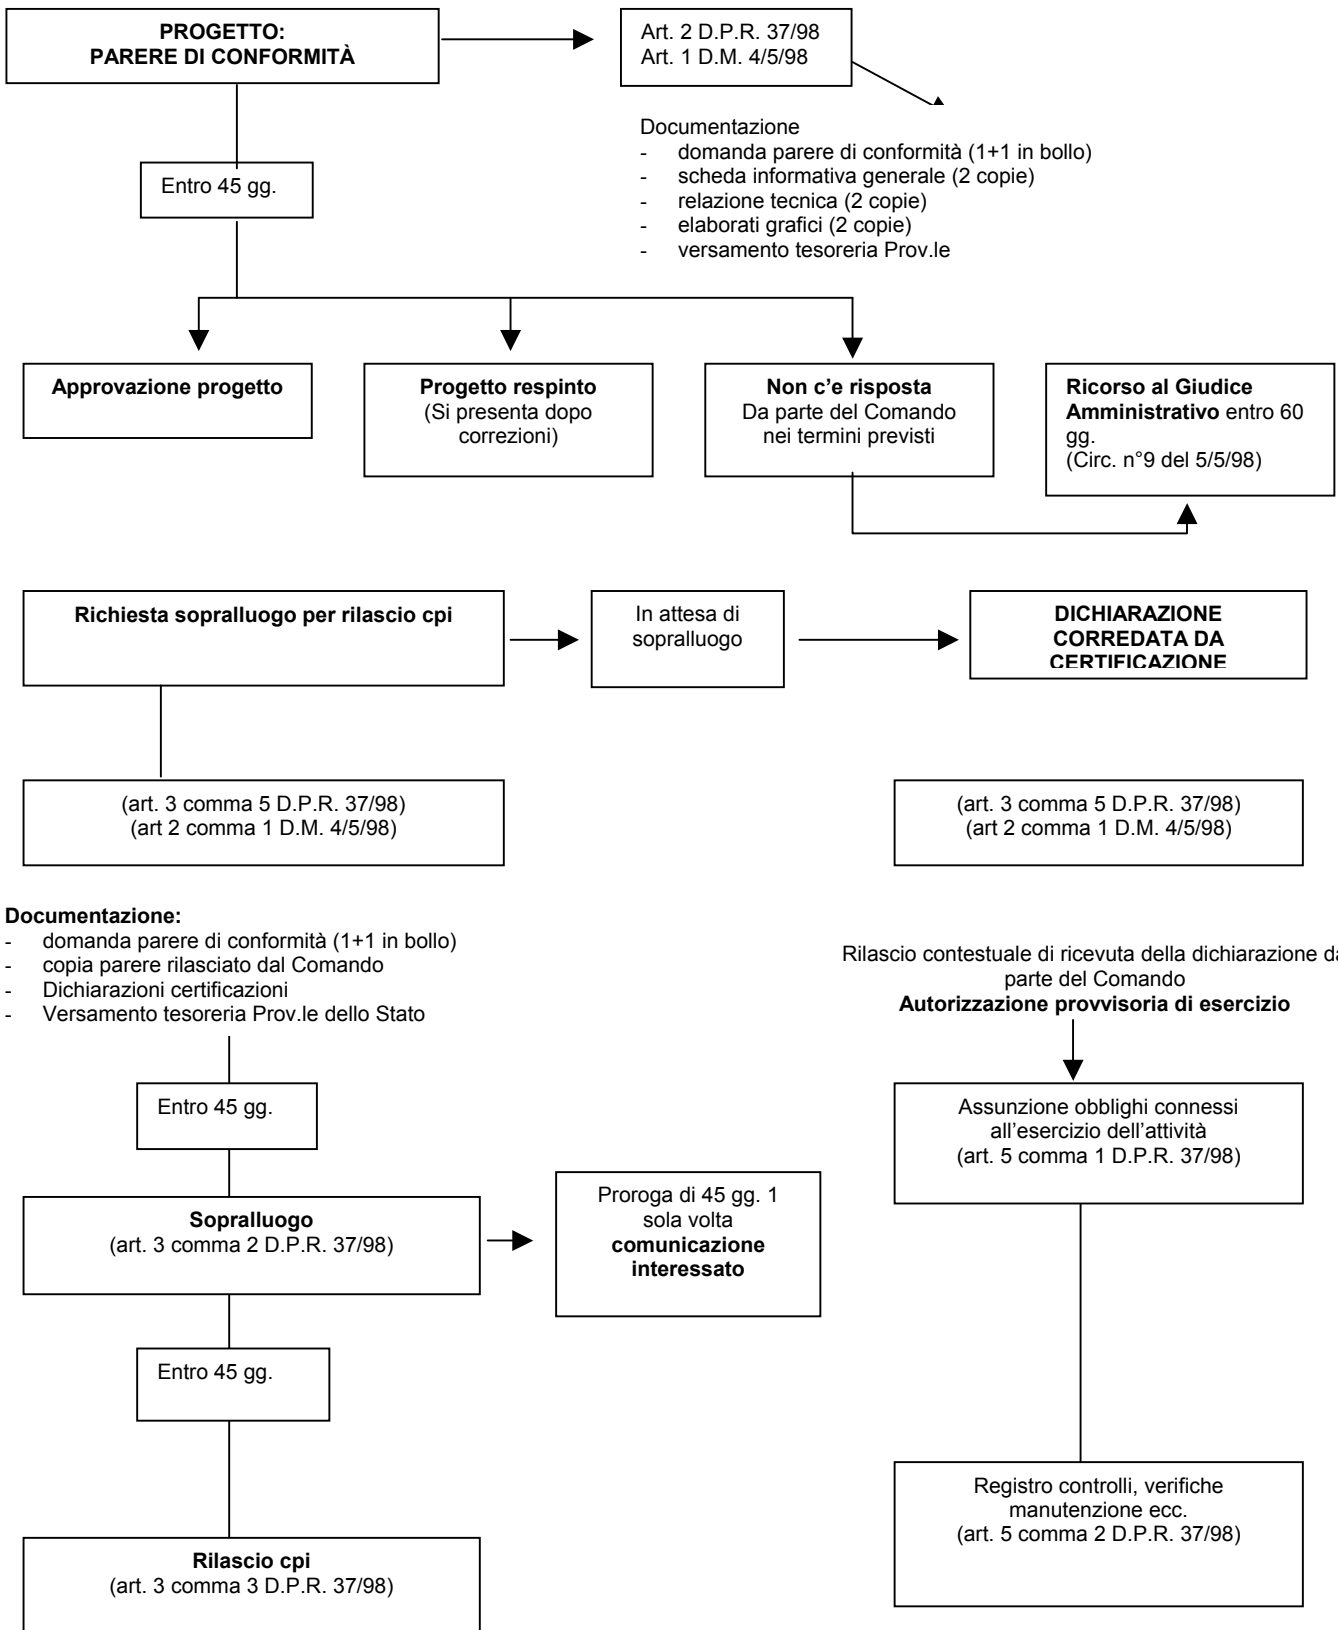 PROGETTO:
PARERE DI CONFORMITÀ
Art. 2 D.P.R. 37/98
Art. 1 D.M. 4/5/98
Documentazione
- domanda parere di conformità (1+1 in bollo)
- scheda informativa generale (2 copie)
- relazione tecnica (2 copie)
- elaborati grafici (2 copie)
- versamento tesoreria Prov.le
Entro 45 gg.
Approvazione progetto
Progetto respinto
(Si presenta dopo
correzioni)
Non c'e risposta
Da parte del Comando
nei termini previsti
Ricorso al Giudice
Amministrativo entro 60
gg.
(Circ. n°9 del 5/5/98)
Richiesta sopralluogo per rilascio cpi
In attesa di
sopralluogo
DICHIARAZIONE
CORREDATA DA
CERTIFICAZIONE
(art. 3 comma 5 D.P.R. 37/98)
(art 2 comma 1 D.M. 4/5/98)
(art. 3 comma 5 D.P.R. 37/98)
(art 2 comma 1 D.M. 4/5/98)
Documentazione:
- domanda parere di conformità (1+1 in bollo)
- copia parere rilasciato dal Comando
- Dichiarazioni certificazioni
- Versamento tesoreria Prov.le dello Stato
Rilascio contestuale di ricevuta della dichiarazione da
parte del Comando
Autorizzazione provvisoria di esercizio
Entro 45 gg.
Assunzione obblighi connessi
all'esercizio dell'attività
(art. 5 comma 1 D.P.R. 37/98)
Sopralluogo
(art. 3 comma 2 D.P.R. 37/98)
Proroga di 45 gg. 1
sola volta
comunicazione
interessato
Entro 45 gg.
Registro controlli, verifiche
manutenzione ecc.
(art. 5 comma 2 D.P.R. 37/98)
Rilascio cpi
(art. 3 comma 3 D.P.R. 37/98)